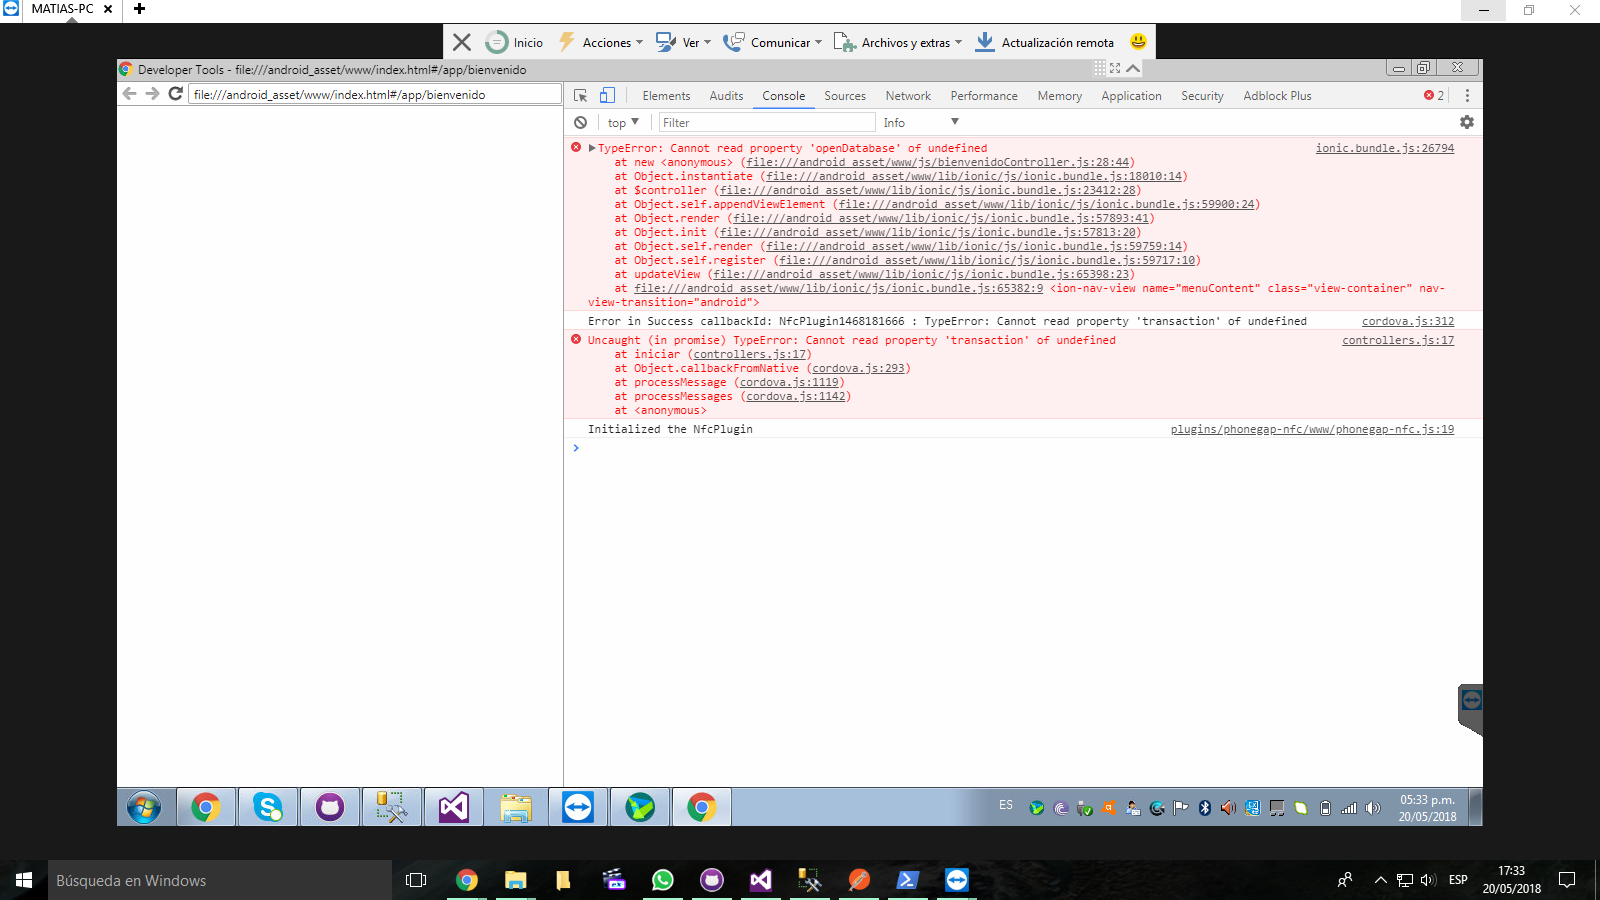 MATIAS-PC
Inicio Acciones Ver Comunicar Archivos y extras Actualización remota
Developer Tools - file:///android_asset/www/index.html#/app/bienvenido
file:///android_asset/www/index.html#/app/bienvenido
Elements Audits Console Sources Network Performance Memory Application Security Adblock Plus 2
top Filter Info
TypeError: Cannot read property 'openDatabase' of undefined ionic.bundle.js:26794
at new <anonymous> (file:///android_asset/www/js/bienvenidoController.js:28:44)
at Object.instantiate (file:///android_asset/www/lib/ionic/js/ionic.bundle.js:18010:14)
at $controller (file:///android_asset/www/lib/ionic/js/ionic.bundle.js:23412:28)
at Object.self.appendViewElement (file:///android_asset/www/lib/ionic/js/ionic.bundle.js:59900:24)
at Object.render (file:///android_asset/www/lib/ionic/js/ionic.bundle.js:57893:41)
at Object.init (file:///android_asset/www/lib/ionic/js/ionic.bundle.js:57813:20)
at Object.self.render (file:///android_asset/www/lib/ionic/js/ionic.bundle.js:59759:14)
at Object.self.register (file:///android_asset/www/lib/ionic/js/ionic.bundle.js:59717:10)
at updateView (file:///android_asset/www/lib/ionic/js/ionic.bundle.js:65398:23)
at file:///android_asset/www/lib/ionic/js/ionic.bundle.js:65382:9 <ion-nav-view name="menuContent" class="view-container" nav-
view-transition="android">
Error in Success callbackId: NfcPlugin1468181666 : TypeError: Cannot read property 'transaction' of undefined cordova.js:312
Uncaught (in promise) TypeError: Cannot read property 'transaction' of undefined controllers.js:17
at iniciar (controllers.js:17)
at Object.callbackFromNative (cordova.js:293)
at processMessage (cordova.js:1119)
at processMessages (cordova.js:1142)
at <anonymous>
Initialized the NfcPlugin plugins/phonegap-nfc/www/phonegap-nfc.js:19
ES
05:33 p.m.
20/05/2018
Búsqueda en Windows
ESP
17:33
20/05/2018